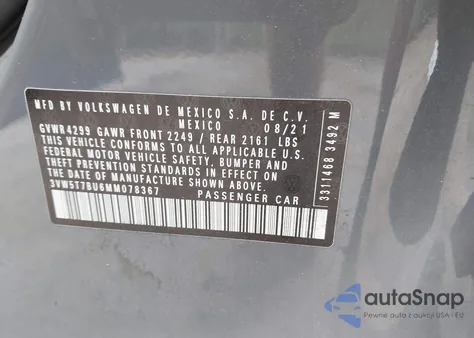 MFD BY VOLKSWAGEN DE MEXICO S.A. DE C.V.
MEXICO 08/21
GVWR4299 GAWR FRONT 2249 / REAR 2161 LBS
THIS VEHICLE CONFORMS TO ALL APPLICABLE U.S.
FEDERAL MOTOR VEHICLE SAFETY, BUMPER AND
THEFT PREVENTION STANDARDS IN EFFECT ON
THE DATE OF MANUFACTURE SHOWN ABOVE.
3VW5T7BU6MM078367
PASSENGER CAR
3311468 3492 M
autaSnap
Pewne auta z aukcji USA i EU